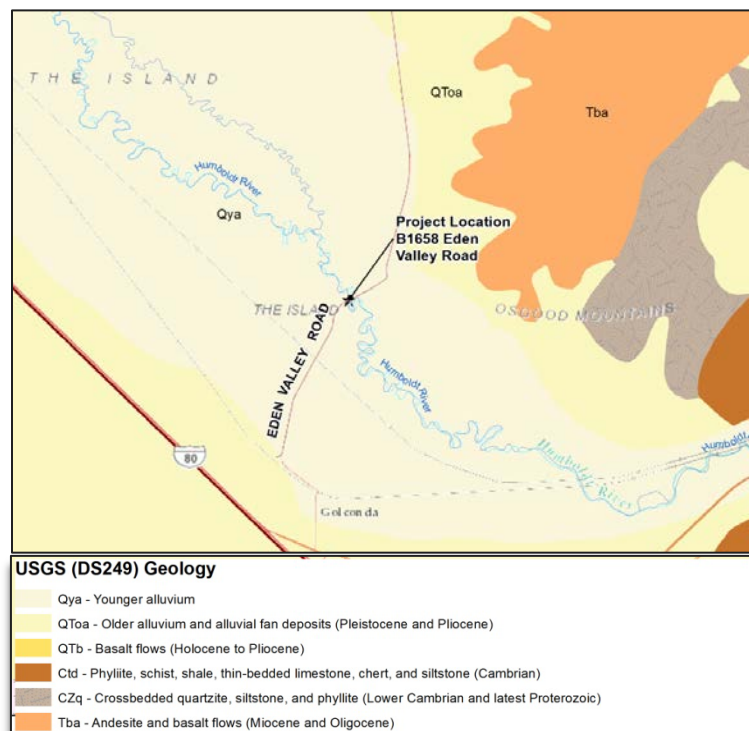 THE ISLAND
QToa
Tba
Humboldt River
Qya
Project Location
B1658 Eden
Valley Road
THE ISLAND
OSGOOD MOUNTAINS
EDEN VALLEY ROAD
Humboldt River
Humboldt River
Humboldt
80
Golconda
USGS (DS249) Geology
Qya - Younger alluvium
QToa - Older alluvium and alluvial fan deposits (Pleistocene and Pliocene)
QTb - Basalt flows (Holocene to Pliocene)
Ctd - Phyliite, schist, shale, thin-bedded limestone, chert, and siltstone (Cambrian)
CZq - Crossbedded quartzite, siltstone, and phyllite (Lower Cambrian and latest Proterozoic)
Tba - Andesite and basalt flows (Miocene and Oligocene)